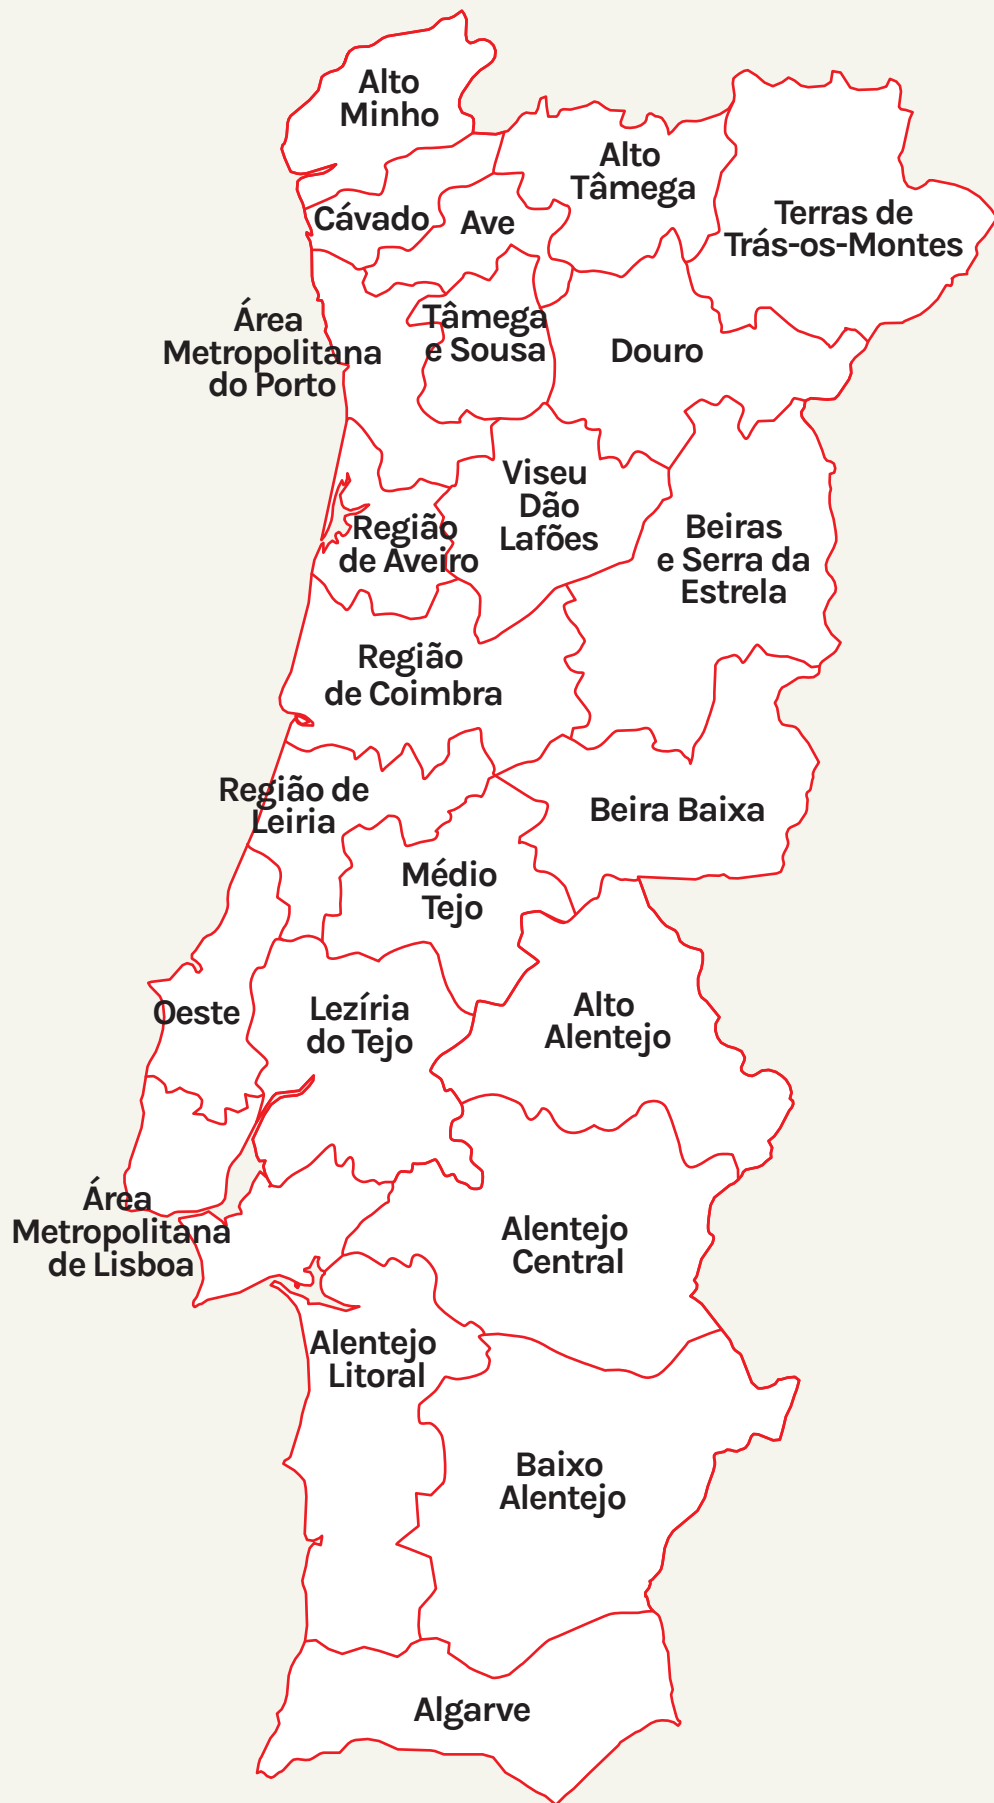 Alto
Minho
Alto
Tâmega
Terras de
Trás-os-Montes
Cávado
Ave
Área
Metropolitana
do Porto
Tâmega
e Sousa
Douro
Viseu
Dão
Lafões
Região
de Aveiro
Beiras
e Serra da
Estrela
Região
de Coimbra
Região de
Leiria
Beira Baixa
Médio
Tejo
Oeste
Lezíria
do Tejo
Alto
Alentejo
Área
Metropolitana
de Lisboa
Alentejo
Central
Alentejo
Litoral
Baixo
Alentejo
Algarve